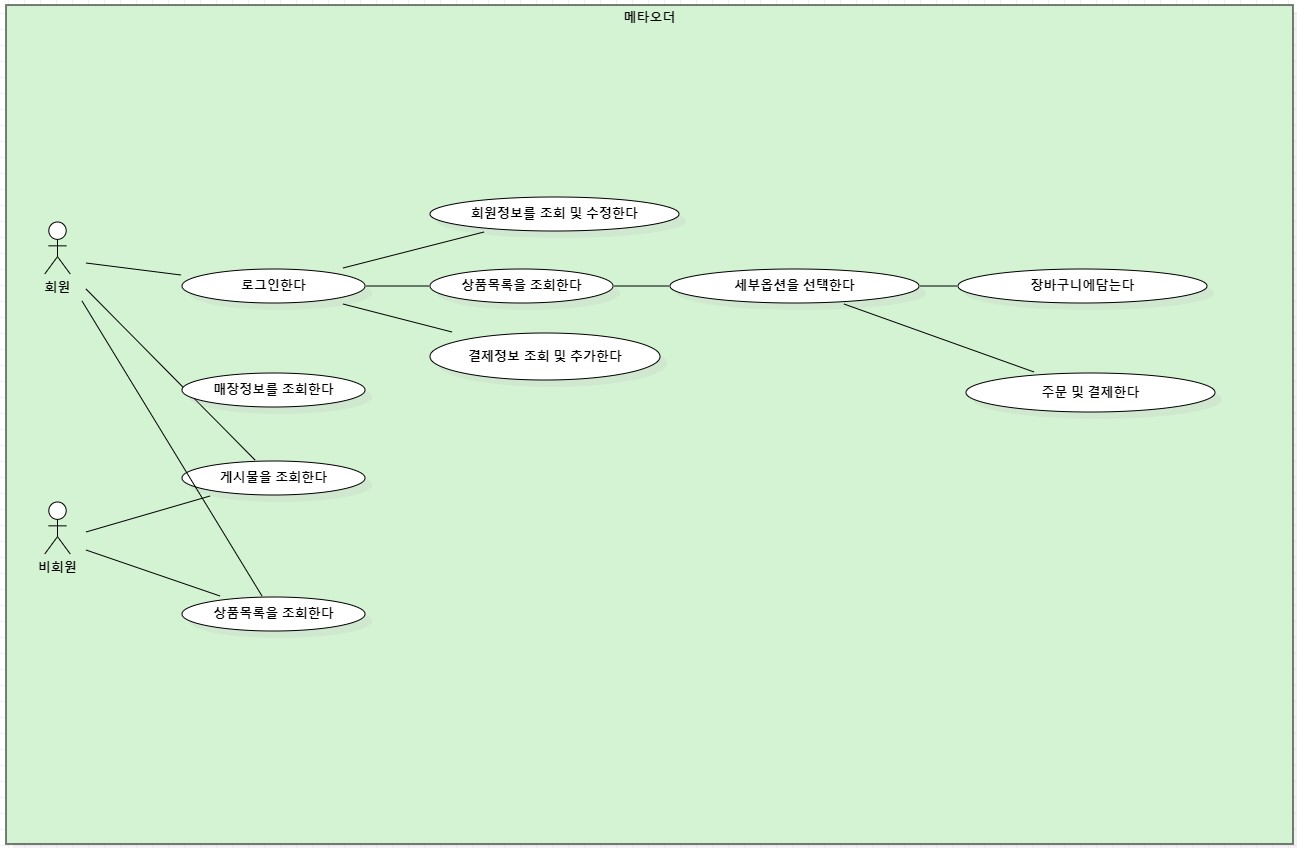 메타오더
회원정보를 조회 및 수정한다
회원
로그인한다
상품목록을 조회한다
세부옵션을 선택한다
장바구니에담는다
결제정보 조회 및 추가한다
매장정보를 조회한다
주문 및 결제한다
게시물을 조회한다
비회원
상품목록을 조회한다